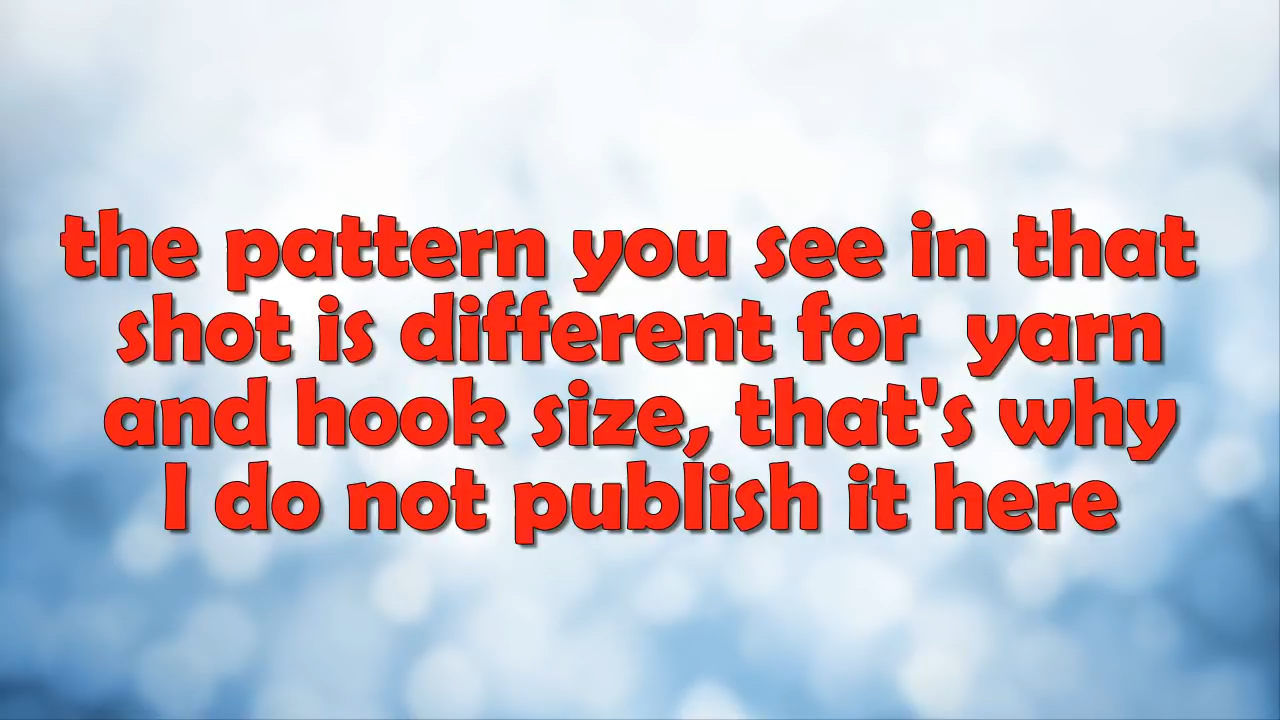 the pattern you see in that
shot is different for yarn
and hook size, that's why
I do not publish it here